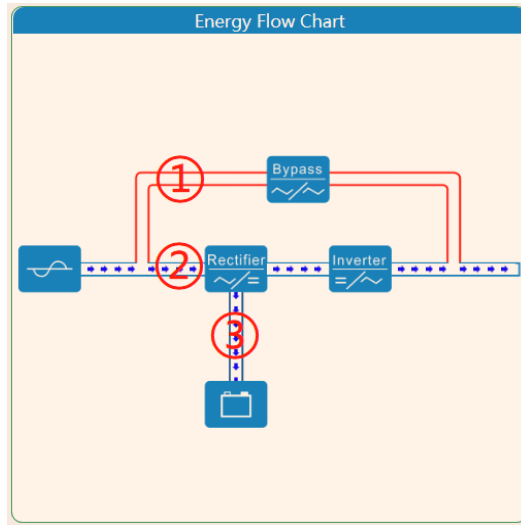 Energy Flow Chart
① Bypass
② Rectifier Inverter
③